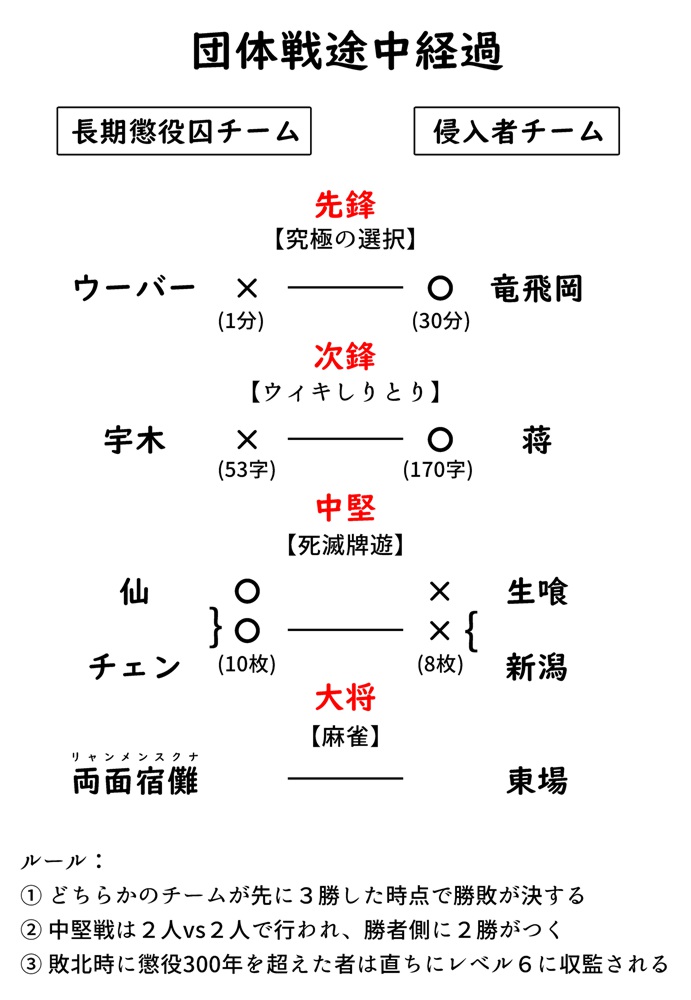 団体戦途中経過
長期懲役囚チーム 侵入者チーム
先鋒
【究極の選択】
ウーバー × ○ 竜飛岡
(1分) (30分)
次鋒
【ウィキしりとり】
宇木 × ○ 蒋
(53字) (170字)
中堅
【死滅牌遊】
仙 ○ × 生喰
} ○ × {
チェン (10枚) (8枚) 新潟
大将
【麻雀】
リャンメンスクナ
両面宿儺 東場
ルール：
① どちらかのチームが先に３勝した時点で勝敗が決する
② 中堅戦は２人vs２人で行われ、勝者側に２勝がつく
③ 敗北時に懲役300年を超えた者は直ちにレベル６に収監される